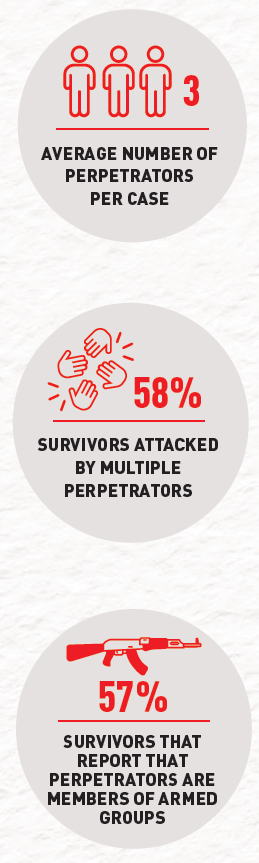 3
AVERAGE NUMBER OF
PERPETRATORS
PER CASE
58%
SURVIVORS ATTACKED
BY MULTIPLE
PERPETRATORS
57%
SURVIVORS THAT
REPORT THAT
PERPETRATORS ARE
MEMBERS OF ARMED
GROUPS